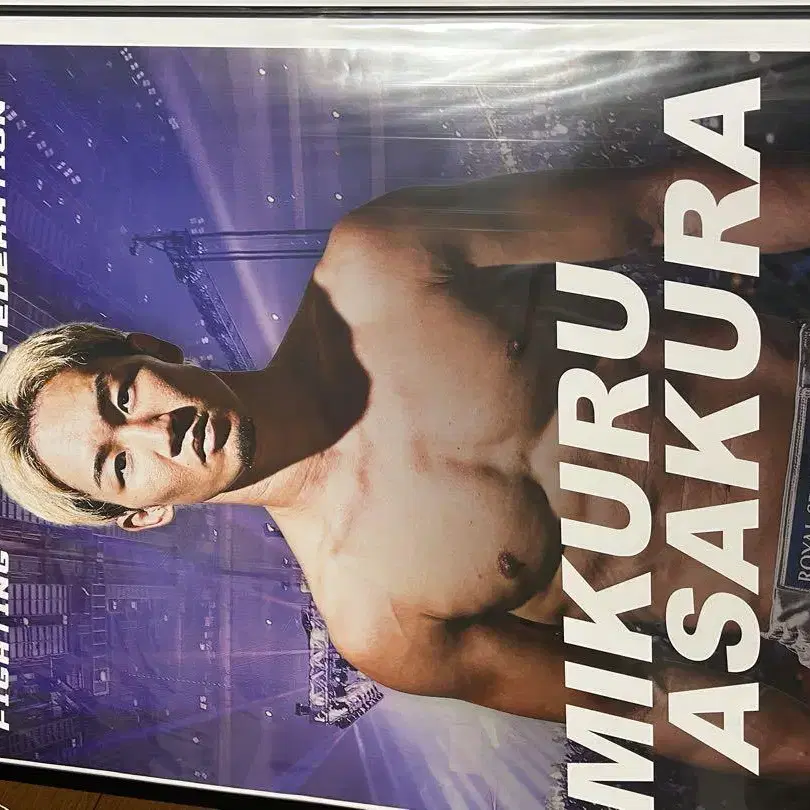 FIGHTING FEDERATION
MIKURU
ASAKURA
ROYAL